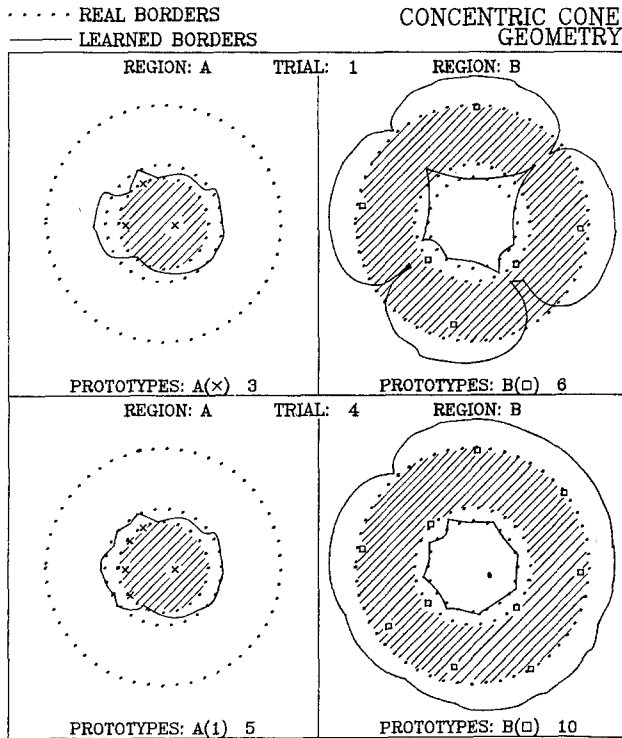 REAL BORDERS
LEARNED BORDERS
CONCENTRIC CONE
GEOMETRY
REGION: A TRIAL: 1 REGION: B
PROTOTYPES: A(×) 3 PROTOTYPES: B(□) 6
REGION: A TRIAL: 4 REGION: B
PROTOTYPES: A(1) 5 PROTOTYPES: B(□) 10